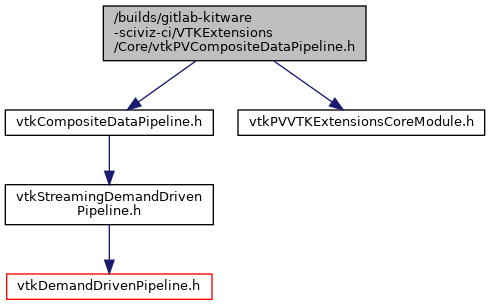 /builds/gitlab-kitware
-sciviz-ci/VTKExtensions
/Core/vtkPVCompositeDataPipeline.h
vtkCompositeDataPipeline.h
vtkPVVTKExtensionsCoreModule.h
vtkStreamingDemandDriven
Pipeline.h
vtkDemandDrivenPipeline.h